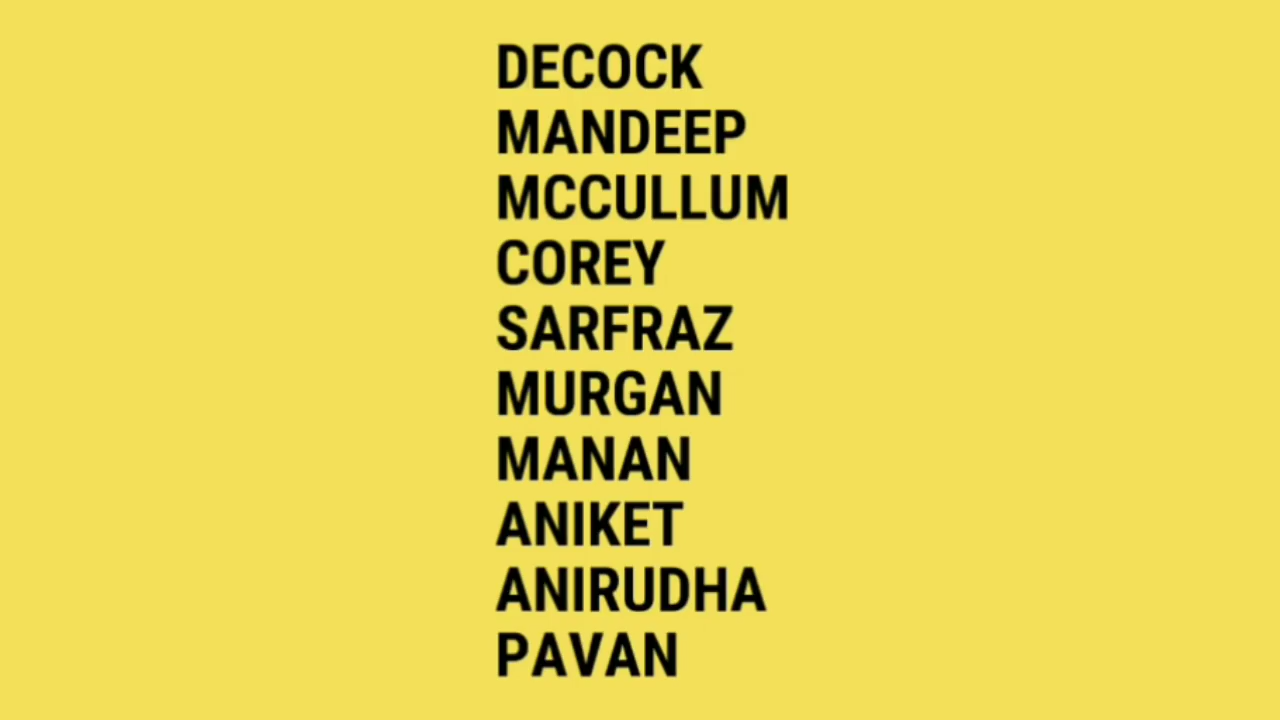 DECOCK
MANDEEP
MCCULLUM
COREY
SARFRAZ
MURGAN
MANAN
ANIKET
ANIRUDHA
PAVAN